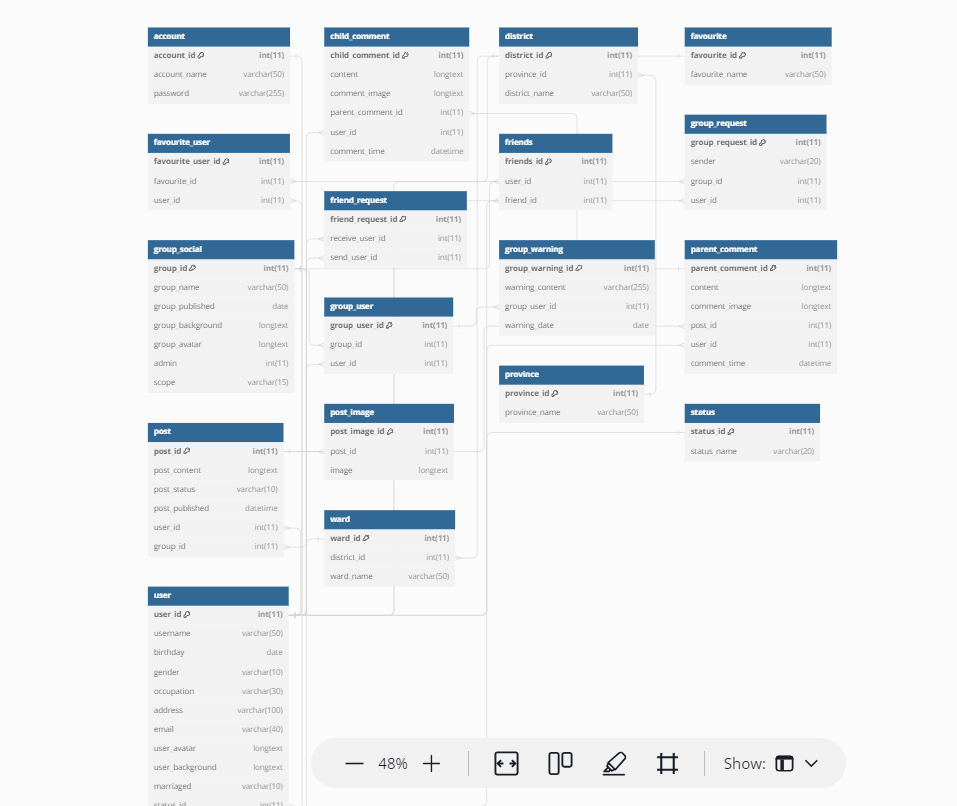 account
account_id int(11)
account_name varchar(50)
password varchar(255)
favourite_user
favourite_user_id int(11)
favourite_id int(11)
user_id int(11)
group_social
group_id int(11)
group_name varchar(50)
group_published date
group_background longtext
group_avatar longtext
admin int(11)
scope varchar(15)
post
post_id int(11)
post_content longtext
post_status varchar(10)
post_published datetime
user_id int(11)
group_id int(11)
user
user_id int(11)
username varchar(50)
birthday date
gender varchar(10)
occupation varchar(30)
address varchar(100)
email varchar(40)
user_avatar longtext
user_background longtext
marriaged varchar(10)
status_id int(11)
child_comment
child_comment_id int(11)
content longtext
comment_image longtext
parent_comment_id int(11)
user_id int(11)
comment_time datetime
friend_request
friend_request_id int(11)
receive_user_id int(11)
send_user_id int(11)
group_user
group_user_id int(11)
group_id int(11)
user_id int(11)
post_image
post_image_id int(11)
post_id int(11)
image longtext
ward
ward_id int(11)
district_id int(11)
ward_name varchar(50)
district
district_id int(11)
province_id int(11)
district_name varchar(50)
friends
friends_id int(11)
user_id int(11)
friend_id int(11)
group_warning
group_warning_id int(11)
warning_content varchar(255)
group_user_id int(11)
warning_date date
province
province_id int(11)
province_name varchar(50)
favourite
favourite_id int(11)
favourite_name varchar(50)
group_request
group_request_id int(11)
sender varchar(20)
group_id int(11)
user_id int(11)
parent_comment
parent_comment_id int(11)
content longtext
comment_image longtext
post_id int(11)
user_id int(11)
comment_time datetime
status
status_id int(11)
status_name varchar(20)
48% Show: